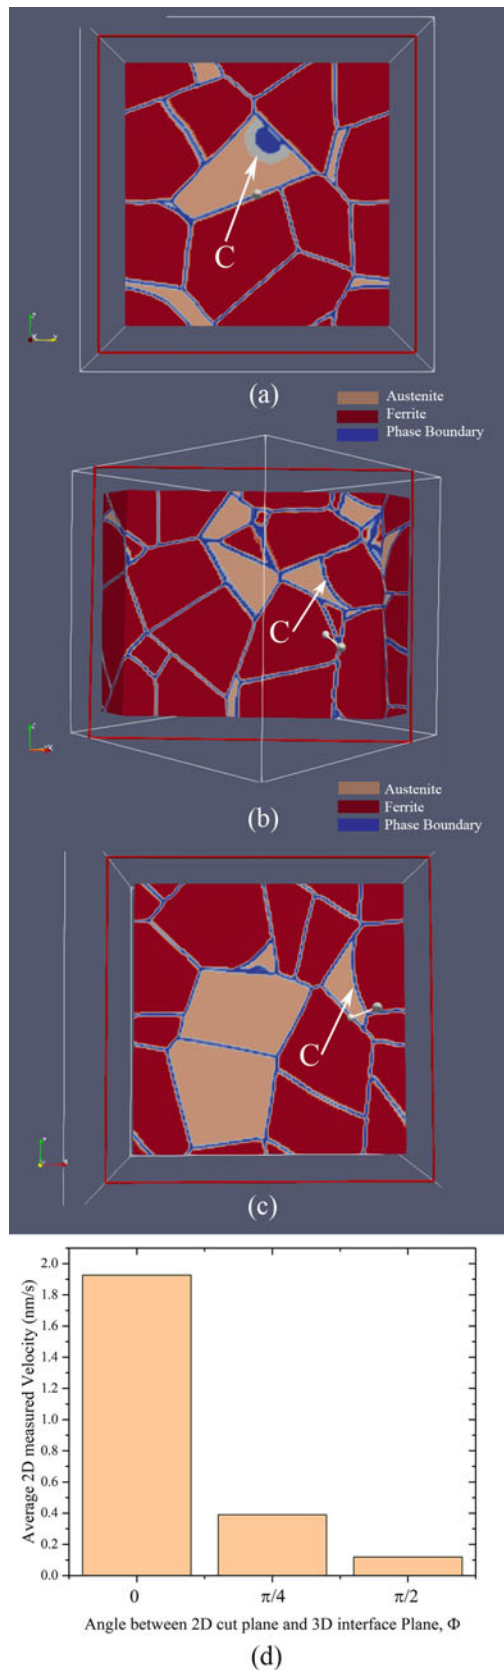 C
(a)
Austenite
Ferrite
Phase Boundary
C
(b)
Austenite
Ferrite
Phase Boundary
C
(c)
Average 2D measured Velocity (nm/s)
2.0
1.8
1.6
1.4
1.2
1.0
0.8
0.6
0.4
0.2
0.0
0 π/4 π/2
Angle between 2D cut plane and 3D interface Plane, Φ
(d)